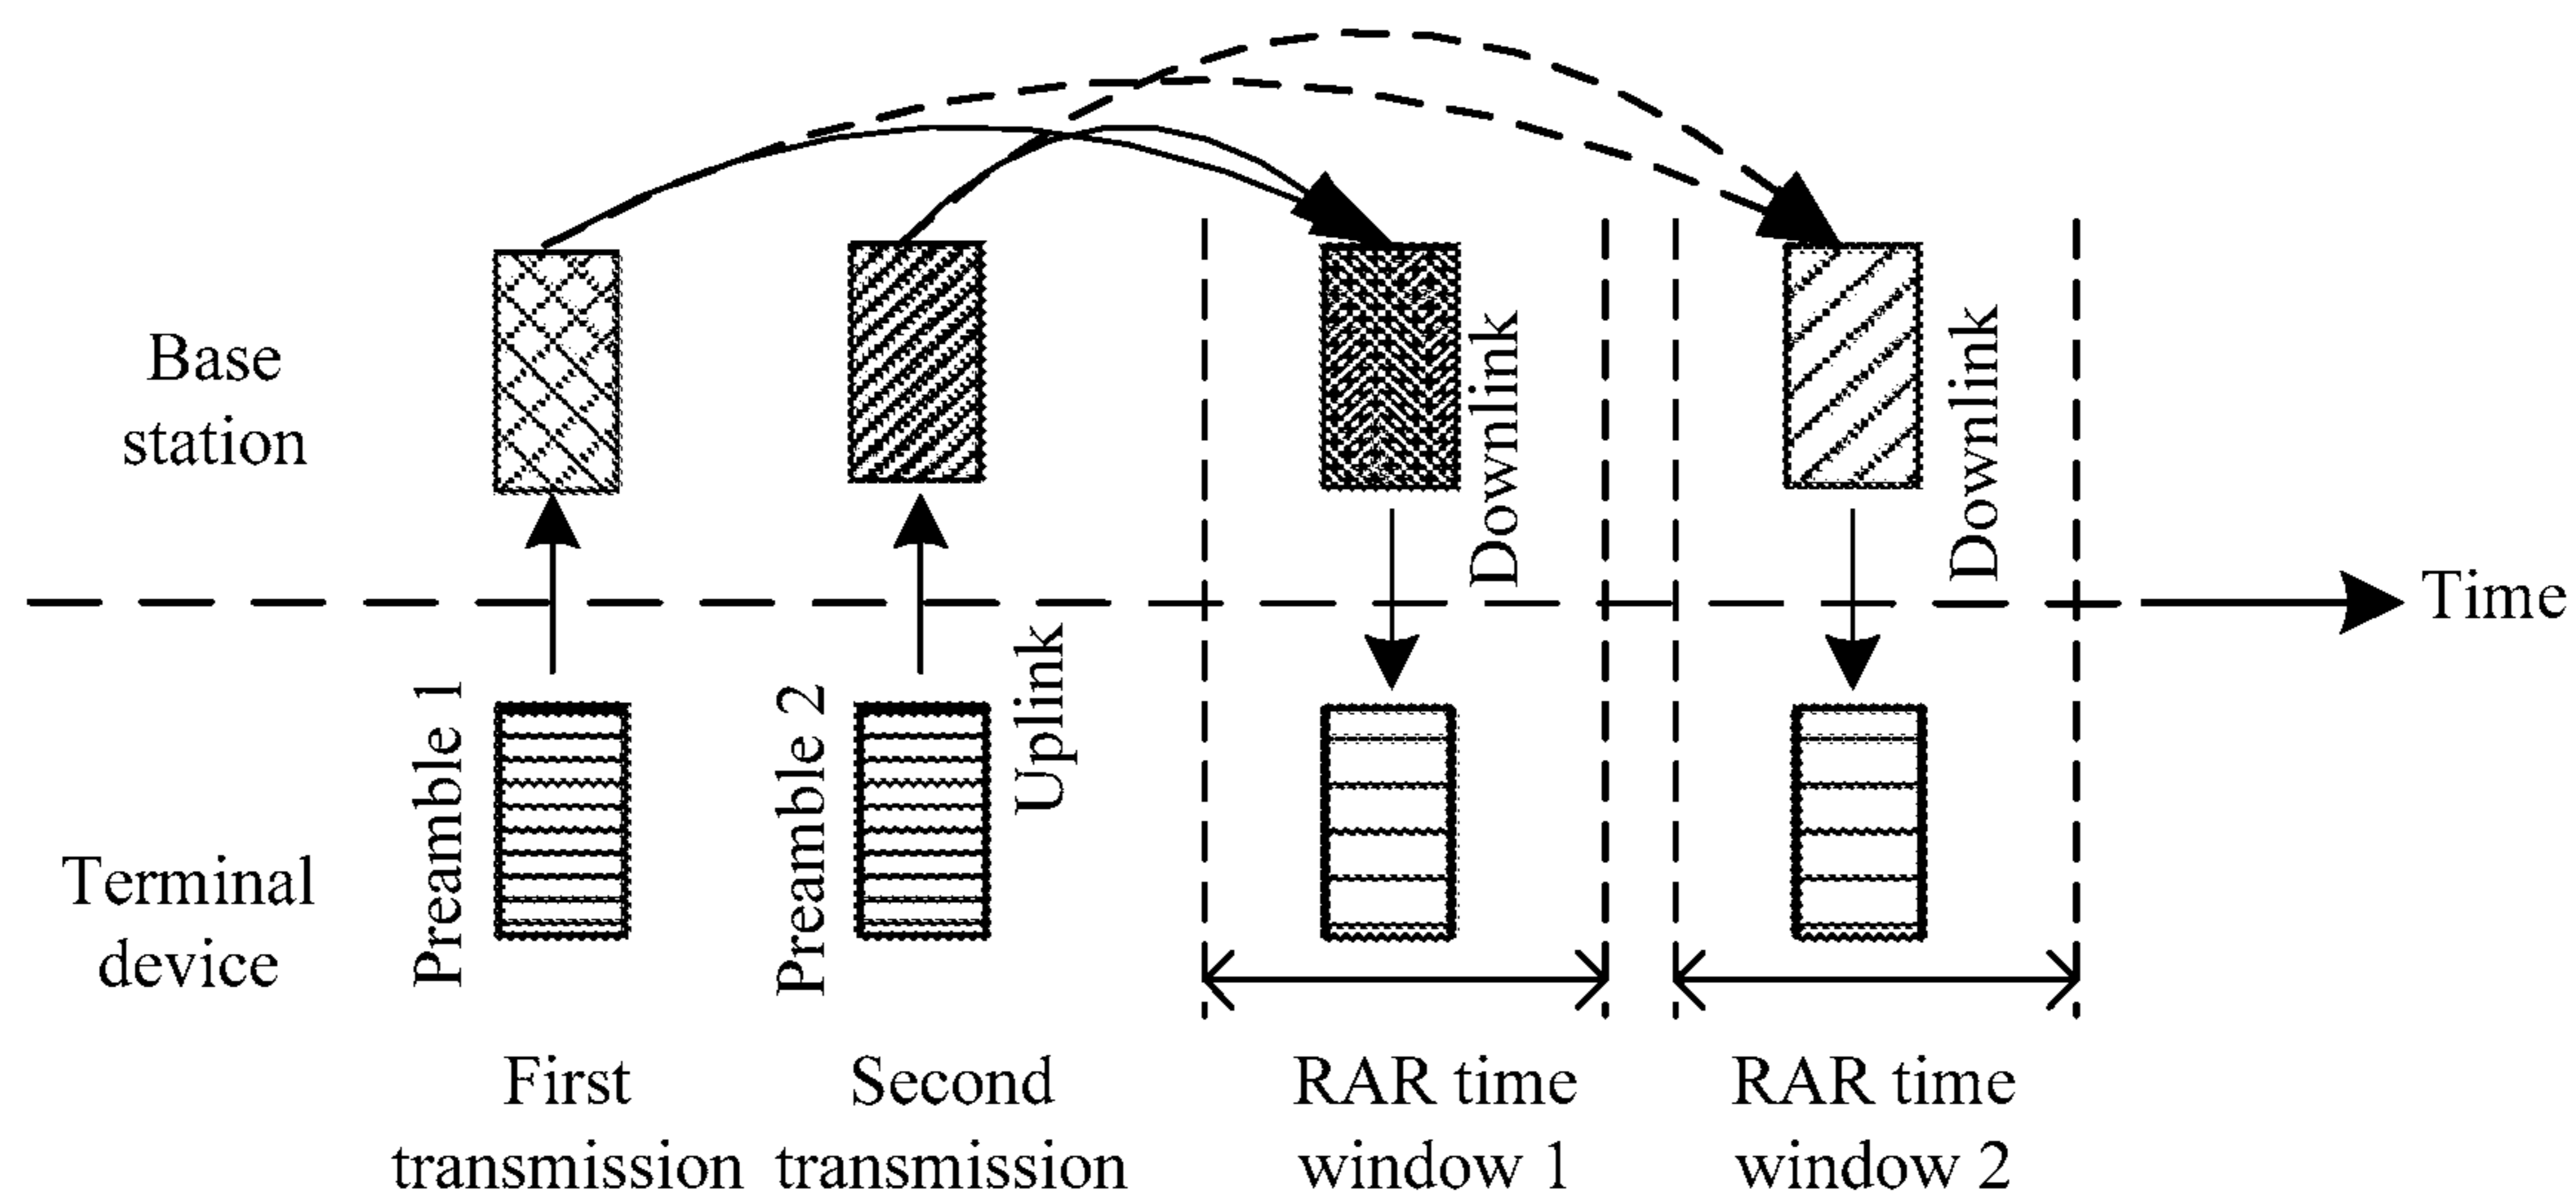 Base
station
Downlink
Downlink
Time
Preamble 1
Preamble 2
Uplink
Terminal
device
First
transmission
Second
transmission
RAR time
window 1
RAR time
window 2